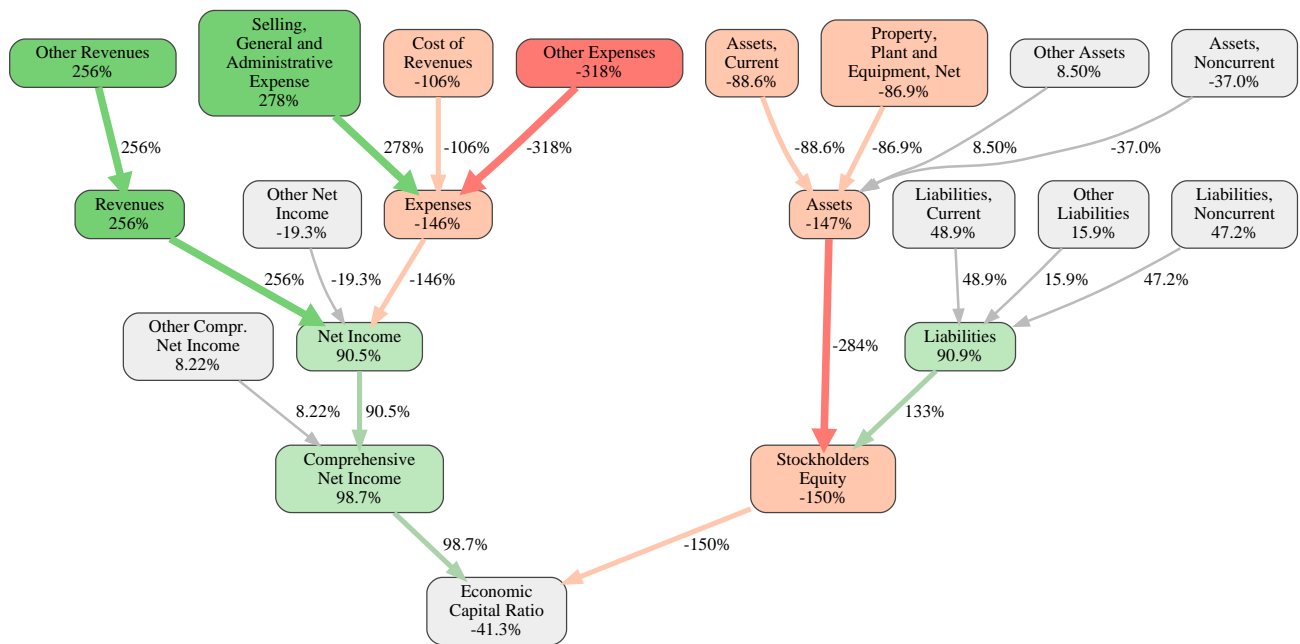 Other Revenues
256%
Selling,
General and
Administrative
Expense
278%
Cost of
Revenues
-106%
Other Expenses
-318%
Assets,
Current
-88.6%
Property,
Plant and
Equipment, Net
-86.9%
Other Assets
8.50%
Assets,
Noncurrent
-37.0%
256%
278%
-106%
-318%
-88.6%
-86.9%
8.50%
-37.0%
Revenues
256%
Other Net
Income
-19.3%
Expenses
-146%
Assets
-147%
Liabilities,
Current
48.9%
Other
Liabilities
15.9%
Liabilities,
Noncurrent
47.2%
256%
-19.3%
-146%
-284%
48.9%
15.9%
47.2%
Other Compr.
Net Income
8.22%
Net Income
90.5%
Liabilities
90.9%
8.22%
90.5%
133%
Comprehensive
Net Income
98.7%
Stockholders
Equity
-150%
98.7%
-150%
Economic
Capital Ratio
-41.3%